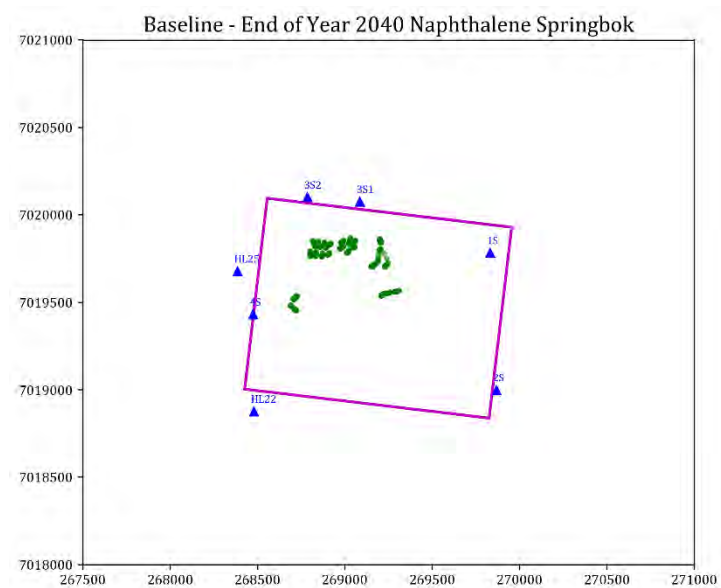 Baseline - End of Year 2040 Naphthalene Springbok
7021000
7020500
7020000
7019500
7019000
7018500
7018000
3S2
3S1
1S
HL25
4S
2S
HL22
267500 268000 268500 269000 269500 270000 270500 271000